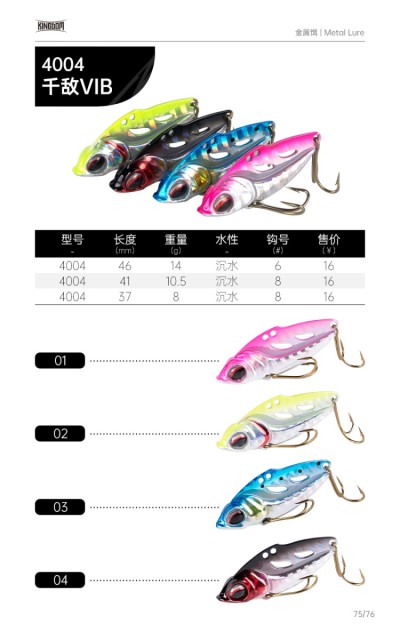 KINGDOM
金属饵 | Metal Lure
4004
千敌VIB
型号 长度 重量 水性 钩号 售价
- (mm) (g) - (#) (¥)
4004 46 14 沉水 6 16
4004 41 10.5 沉水 8 16
4004 37 8 沉水 8 16
01
02
03
04
75/76